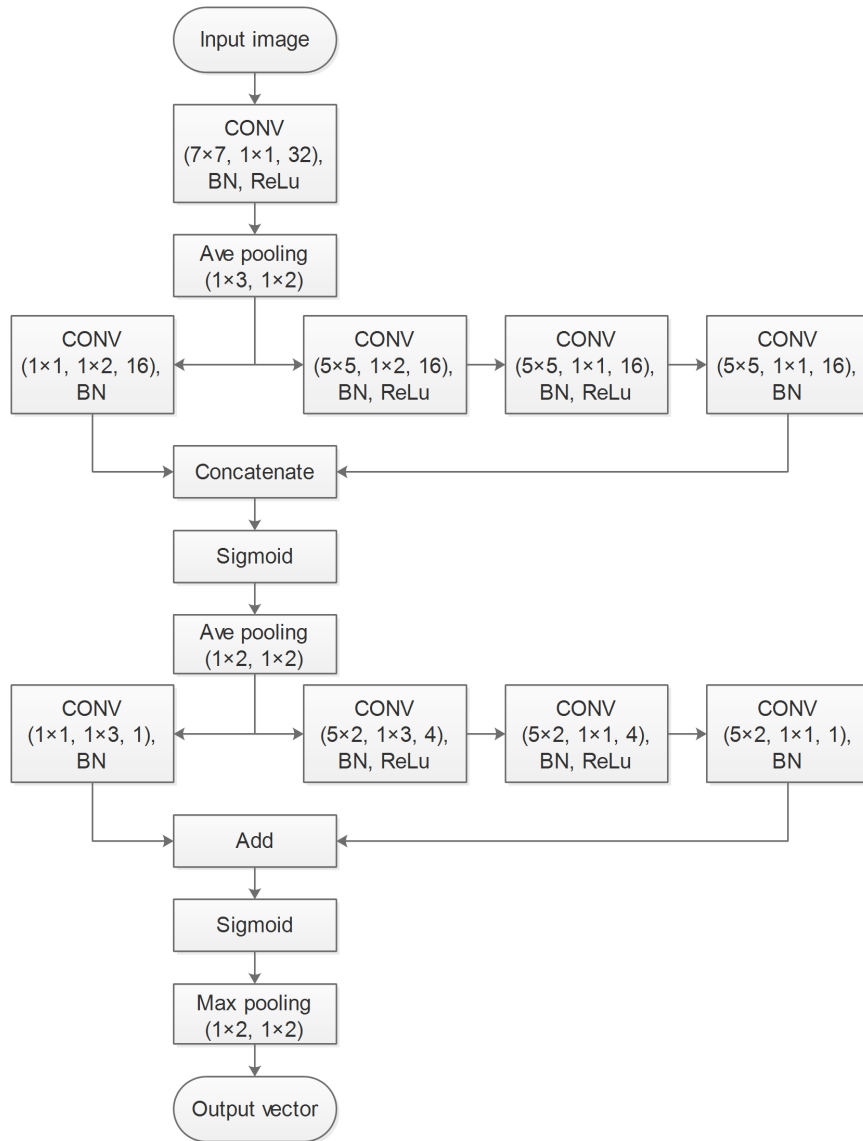 Input image
CONV
(7×7, 1×1, 32),
BN, ReLu
Ave pooling
(1×3, 1×2)
CONV
(1×1, 1×2, 16),
BN
CONV
(5×5, 1×2, 16),
BN, ReLu
CONV
(5×5, 1×1, 16),
BN, ReLu
CONV
(5×5, 1×1, 16),
BN
Concatenate
Sigmoid
Ave pooling
(1×2, 1×2)
CONV
(1×1, 1×3, 1),
BN
CONV
(5×2, 1×3, 4),
BN, ReLu
CONV
(5×2, 1×1, 4),
BN, ReLu
CONV
(5×2, 1×1, 1),
BN
Add
Sigmoid
Max pooling
(1×2, 1×2)
Output vector